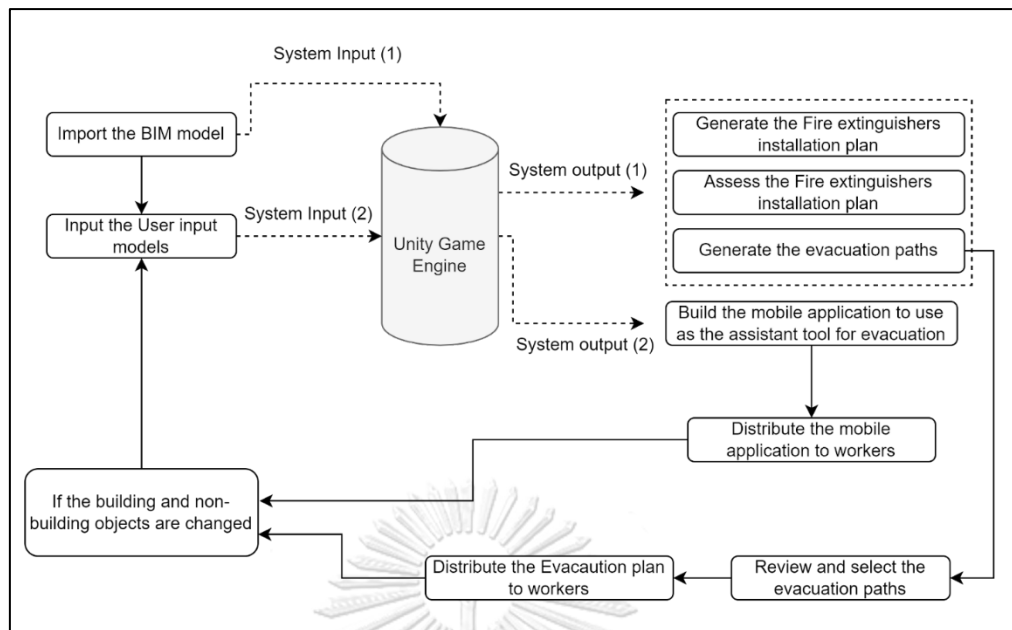 System Input (1)
Import the BIM model
Generate the Fire extinguishers
installation plan
System output (1)
Assess the Fire extinguishers
installation plan
Input the User input
models
System Input (2)
Unity Game
Engine
Generate the evacuation paths
Build the mobile application to use
as the assistant tool for evacuation
System output (2)
Distribute the mobile
application to workers
If the building and non-
building objects are changed
Distribute the Evacaution plan
to workers
Review and select the
evacuation paths